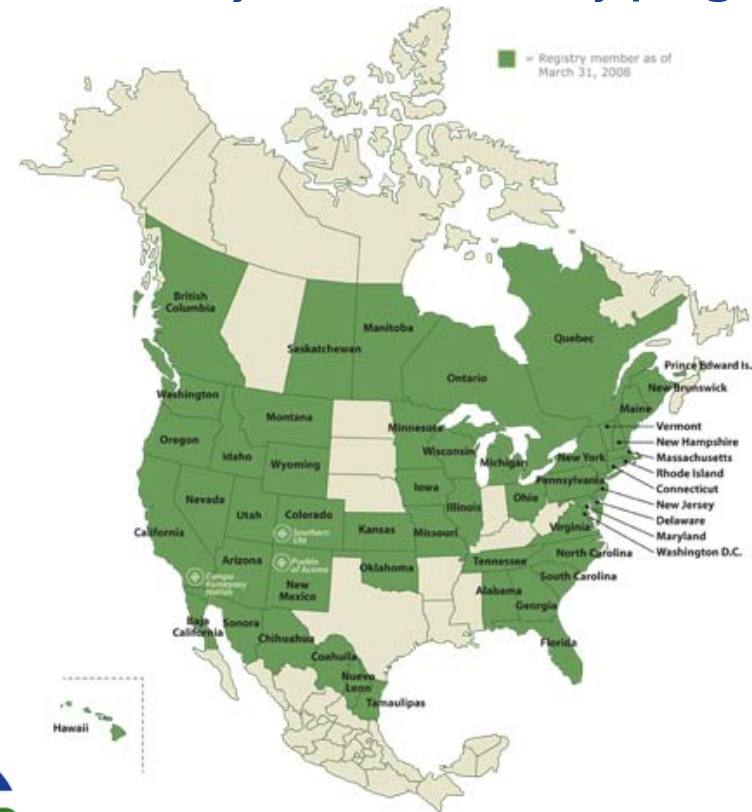 = Registry member as of
March 31, 2008
British
Columbia
Saskatchewan
Manitoba
Ontario
Quebec
Prince Edward Is.
New Brunswick
Maine
Washington
Montana
Minnesota
Vermont
New Hampshire
Oregon
Idaho
Wyoming
Wisconsin
Michigan
New York
Massachusetts
Rhode Island
Connecticut
Iowa
Pennsylvania
New Jersey
Nevada
Utah
Colorado
Illinois
Ohio
Delaware
Maryland
Washington D.C.
California
Southern
Ute
Kansas
Missouri
Virginia
Arizona
Pueblo
of Acoma
Oklahoma
Tennessee
North Carolina
Campo
Kumeyaay
Nation
New
Mexico
South Carolina
Alabama
Georgia
Baja
California
Sonora
Chihuahua
Florida
Coahuila
Nuevo
Leon
Tamaulipas
Hawaii